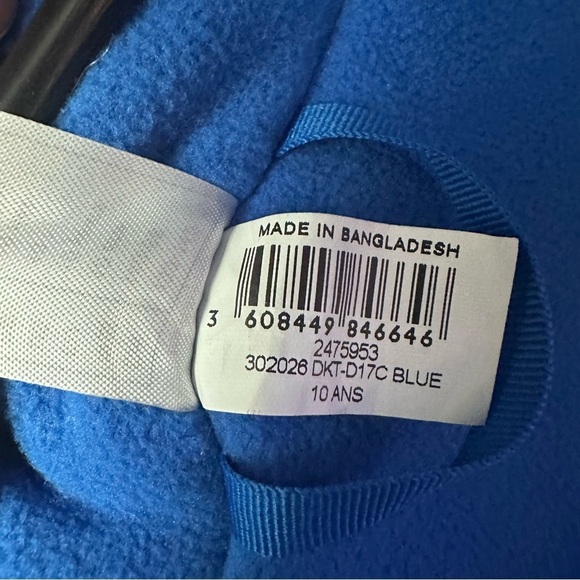 MADE IN BANGLADESH
3 608449 846646
2475953
302026 DKT-D17C BLUE
10 ANS